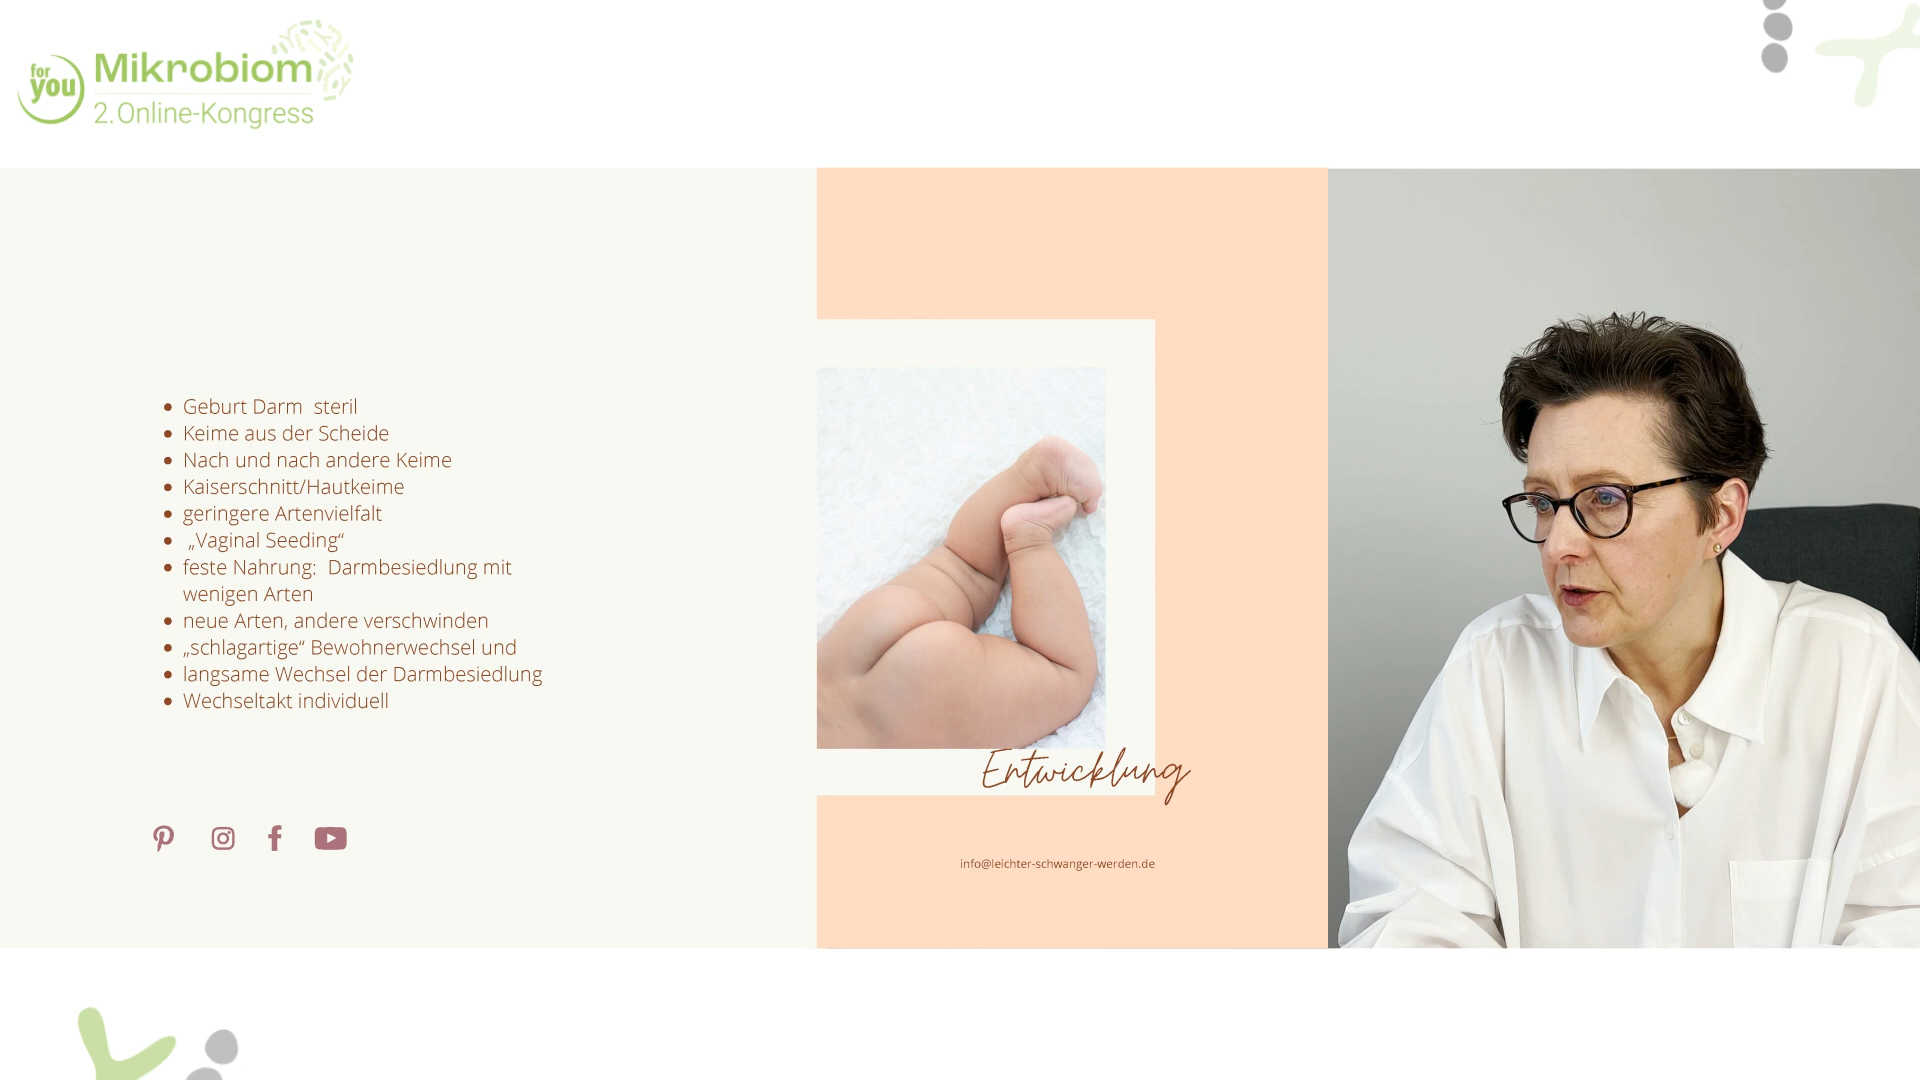 for
you
Mikrobiom
2. Online-Kongress
Geburt Darm  steril
Keime aus der Scheide
Nach und nach andere Keime
Kaiserschnitt/Hautkeime
geringere Artenvielfalt
„Vaginal Seeding“
feste Nahrung:  Darmbesiedlung mit
wenigen Arten
neue Arten, andere verschwinden
„schlagartige“ Bewohnerwechsel und
langsame Wechsel der Darmbesiedlung
Wechseltakt individuell
Entwicklung
info@leichter-schwanger-werden.de